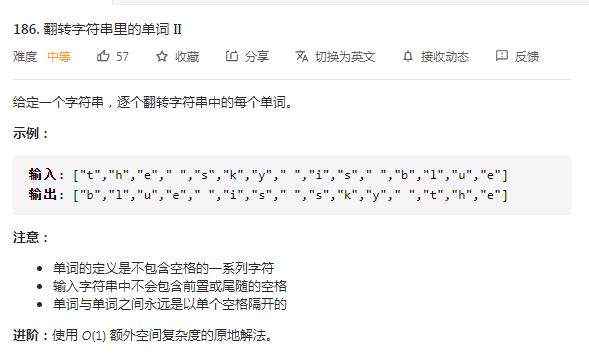 186. 翻转字符串里的单词 II
难度 中等 57 收藏 分享 切换为英文 接收动态 反馈
给定一个字符串，逐个翻转字符串中的每个单词。
示例：
输入: ["t","h","e"," ","s","k","y"," ","i","s"," ","b","l","u","e"]
输出: ["b","l","u","e"," ","i","s"," ","s","k","y"," ","t","h","e"]
注意：
• 单词的定义是不包含空格的一系列字符
• 输入字符串中不会包含前置或尾随的空格
• 单词与单词之间永远是以单个空格隔开的
进阶：使用 O(1) 额外空间复杂度的原地解法。